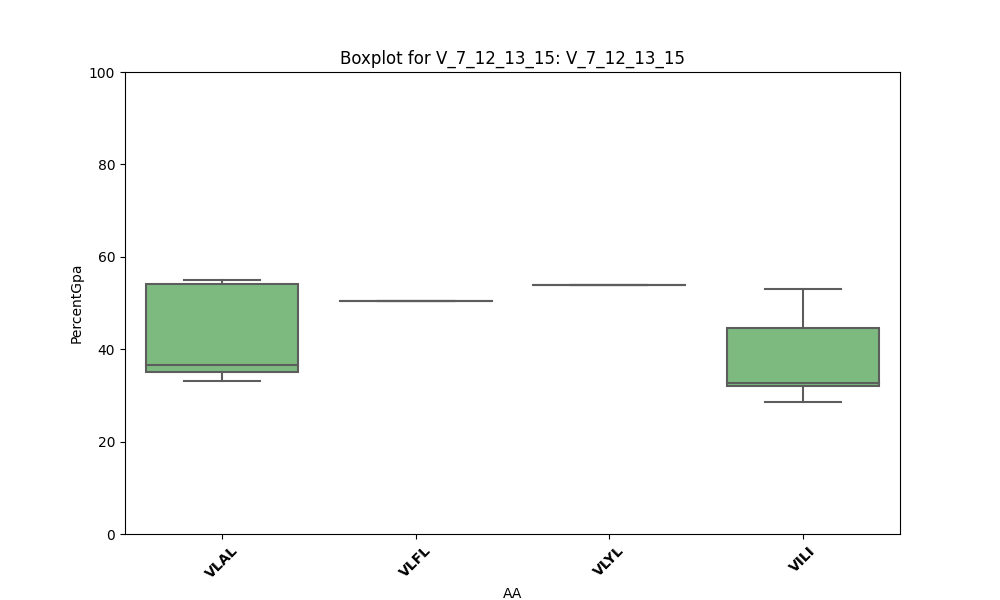 Boxplot for V_7_12_13_15: V_7_12_13_15
100
80
60
40
20
0
PercentGpa
VLAL
VLFL
VLYL
VILI
AA